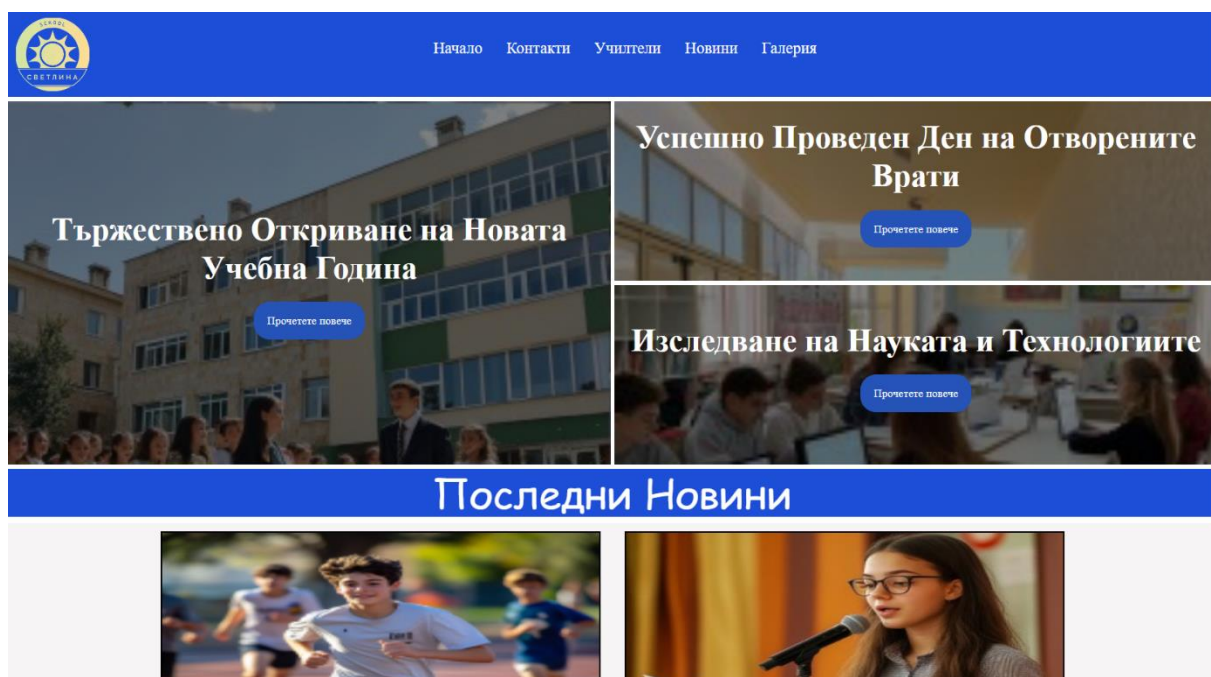 SCHOOL
СВЕТЛИНА
Начало Контакти Училтели Новини Галерия
Тържествено Откриване на Новата
Учебна Година
Прочетете повече
Успешно Проведен Ден на Отворените
Врати
Прочетете повече
Изследване на Науката и Технологиите
Прочетете повече
Последни Новини